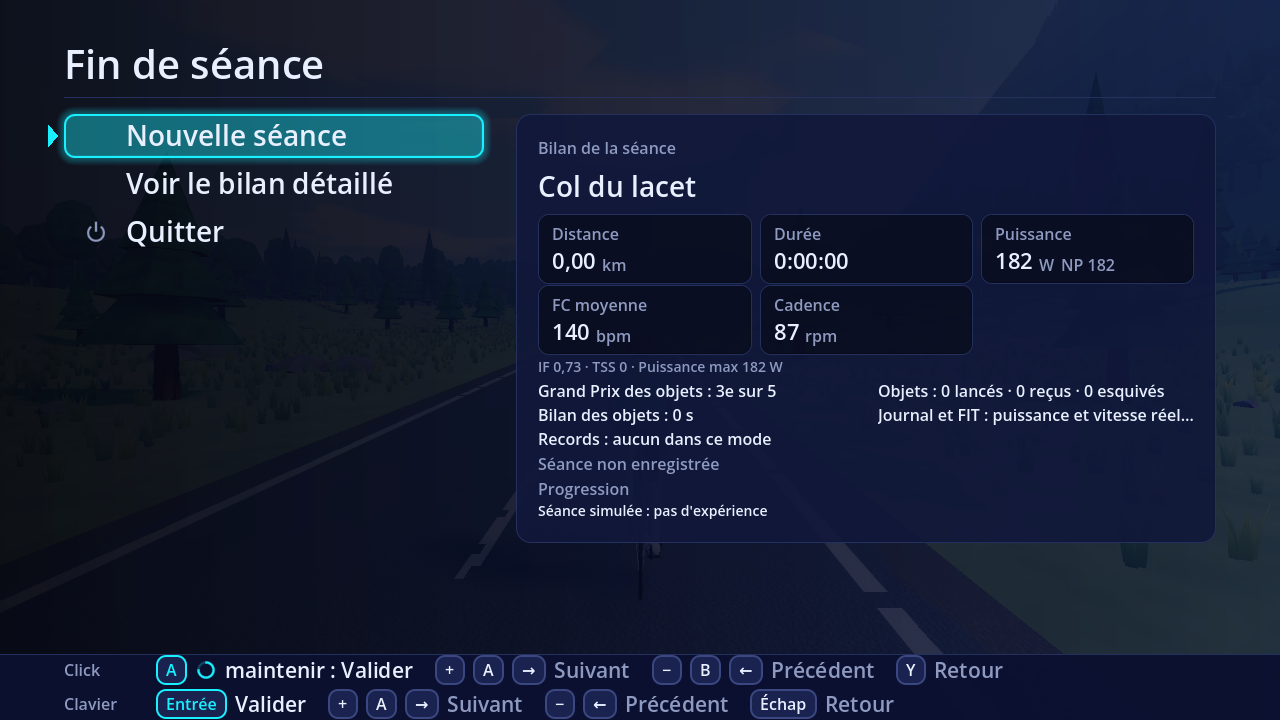 Fin de séance
Nouvelle séance
Voir le bilan détaillé
Quitter
Bilan de la séance
Col du lacet
Distance
0,00 km
Durée
0:00:00
Puissance
182 W NP 182
FC moyenne
140 bpm
Cadence
87 rpm
IF 0,73 · TSS 0 · Puissance max 182 W
Grand Prix des objets : 3e sur 5
Objets : 0 lancés · 0 reçus · 0 esquivés
Bilan des objets : 0 s
Journal et FIT : puissance et vitesse réel...
Records : aucun dans ce mode
Séance non enregistrée
Progression
Séance simulée : pas d'expérience
Click A maintenir : Valider + A → Suivant − B ← Précédent Y Retour
Clavier Entrée Valider + A → Suivant − ← Précédent Échap Retour